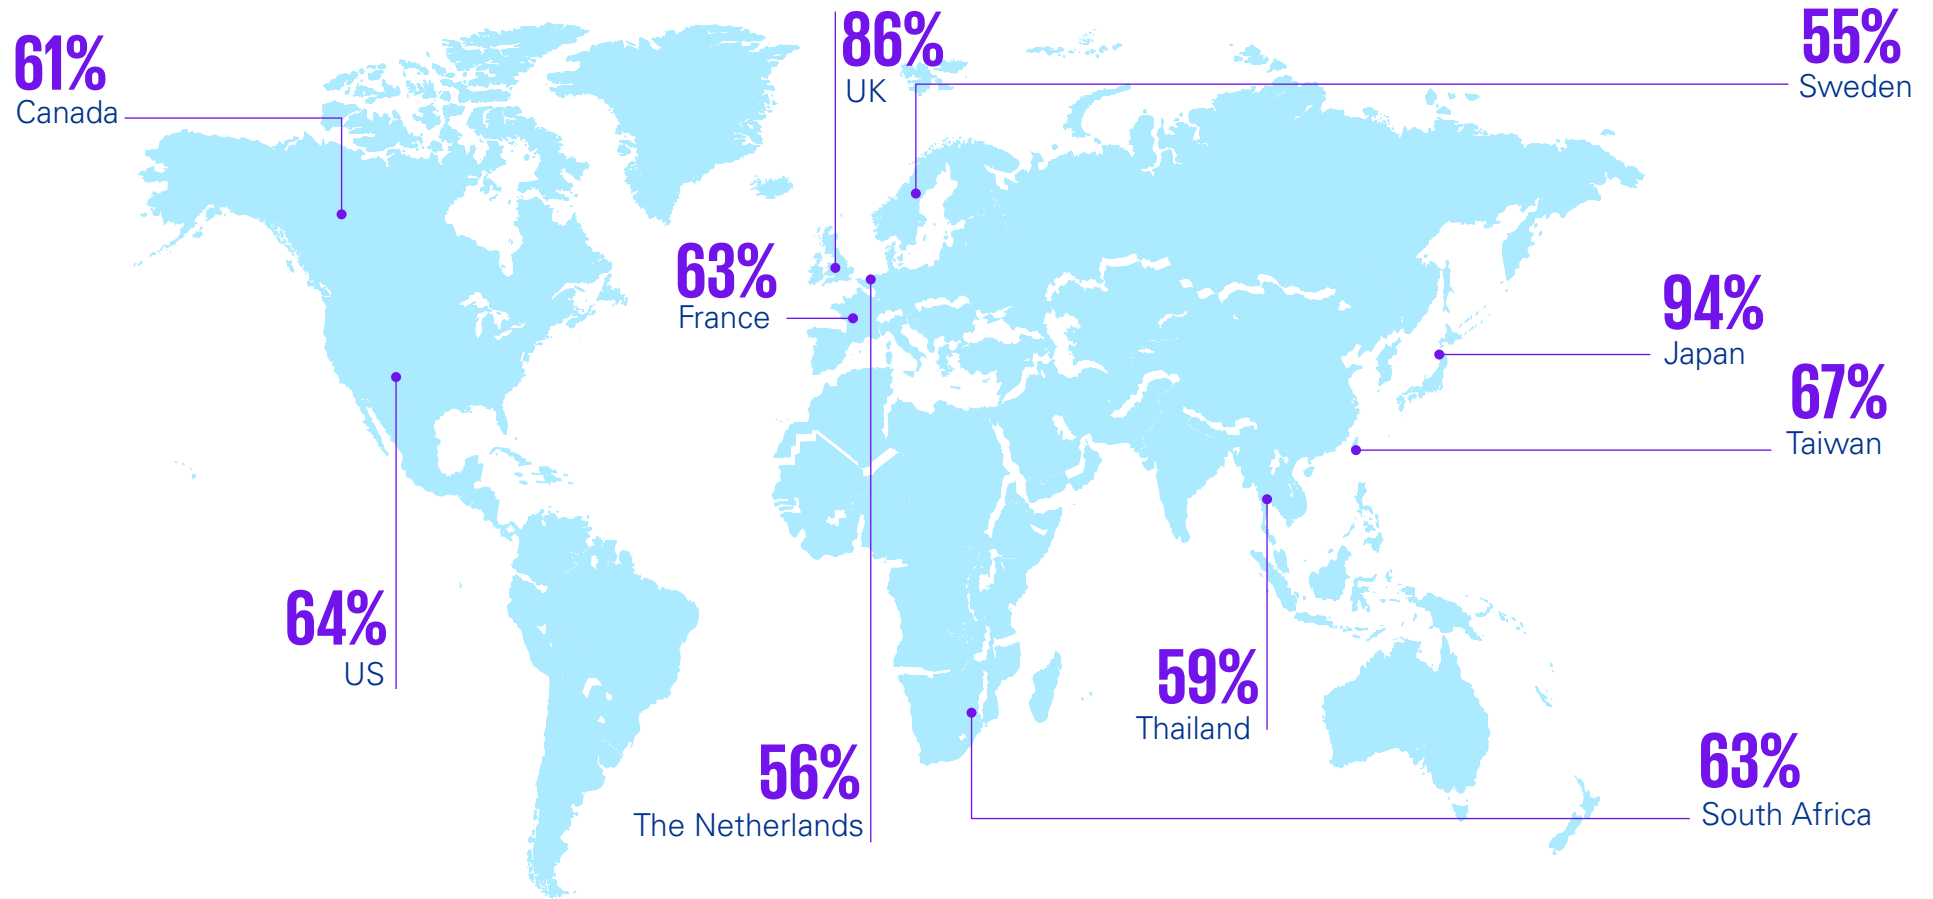 61%
Canada
86%
UK
55%
Sweden
63%
France
94%
Japan
67%
Taiwan
64%
US
59%
Thailand
56%
The Netherlands
63%
South Africa